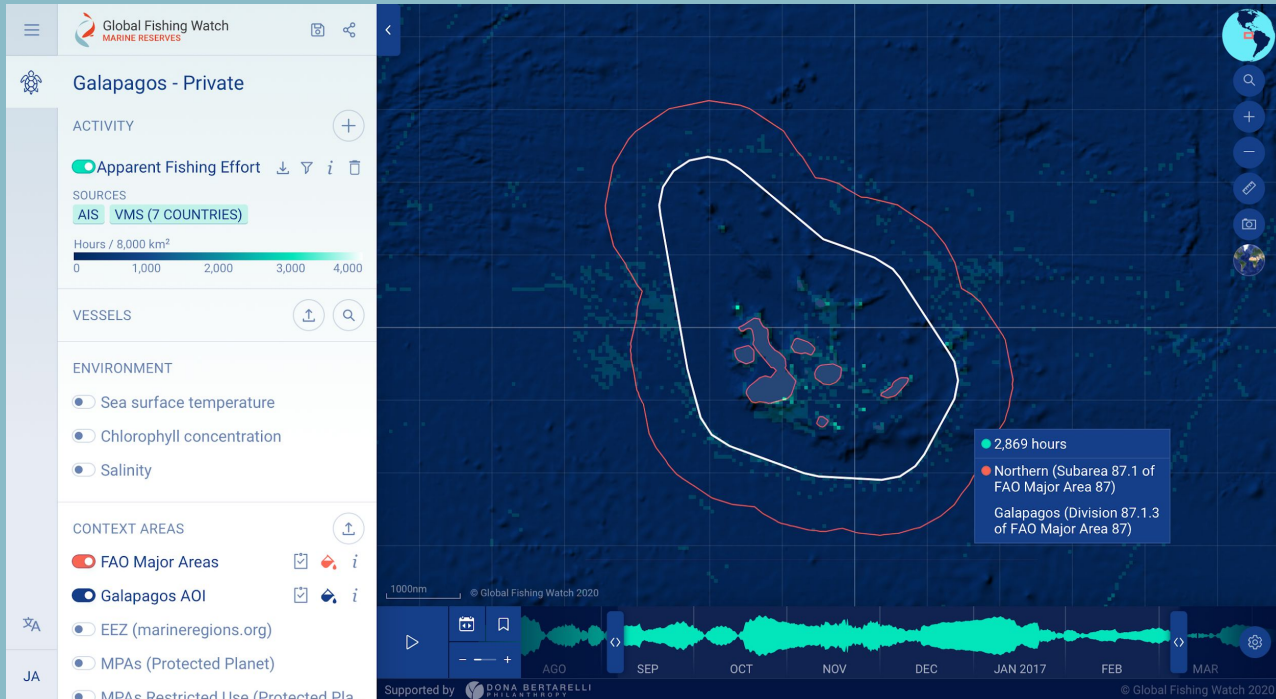 Global Fishing Watch
MARINE RESERVES
Galapagos - Private
ACTIVITY
Apparent Fishing Effort
SOURCES
AIS VMS (7 COUNTRIES)
Hours / 8,000 km²
0 1,000 2,000 3,000 4,000
VESSELS
ENVIRONMENT
Sea surface temperature
Chlorophyll concentration
Salinity
CONTEXT AREAS
FAO Major Areas
Galapagos AOI
EEZ (marineregions.org)
MPAs (Protected Planet)
MPAs Restricted Use (Protected Pla
文A
JA
2,869 hours
Northern (Subarea 87.1 of
FAO Major Area 87)
Galapagos (Division 87.1.3
of FAO Major Area 87)
1000nm
© Global Fishing Watch 2020
AGO SEP OCT NOV DEC JAN 2017 FEB MAR
Supported by DONA BERTARELLI
PHILANTHROPY
© Global Fishing Watch 2020